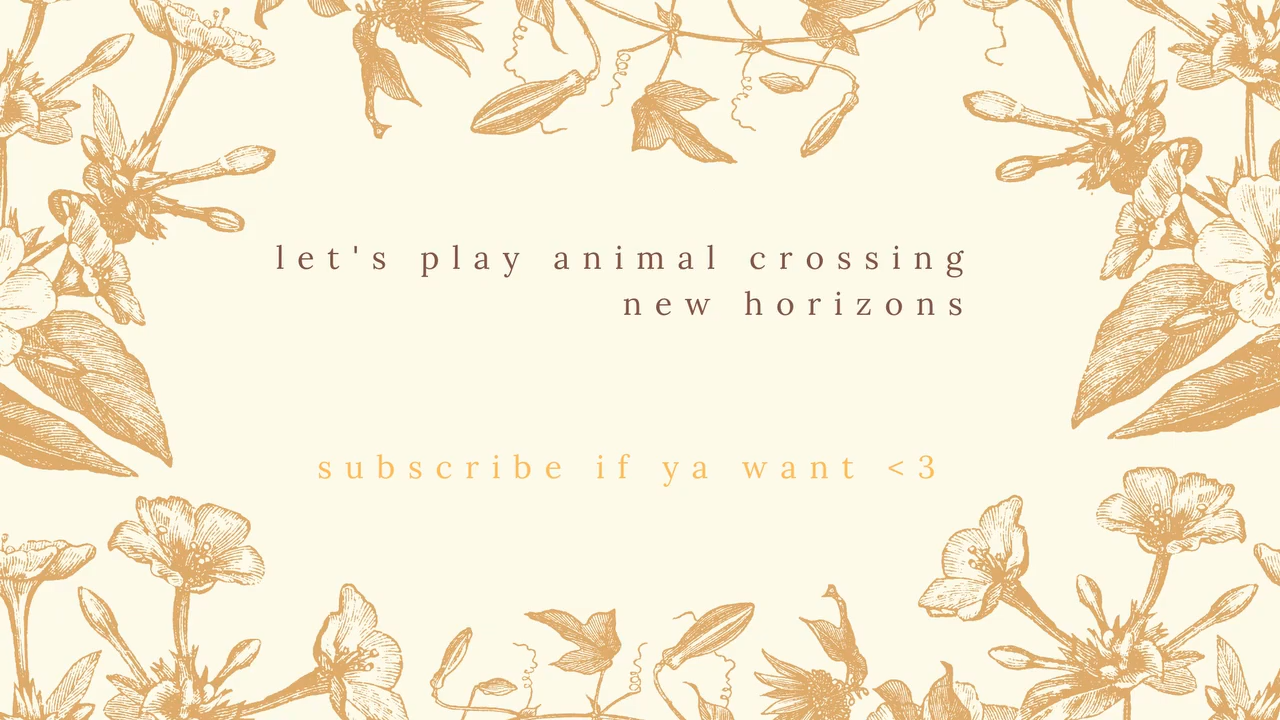 let's play animal crossing
new horizons
subscribe if ya want <3